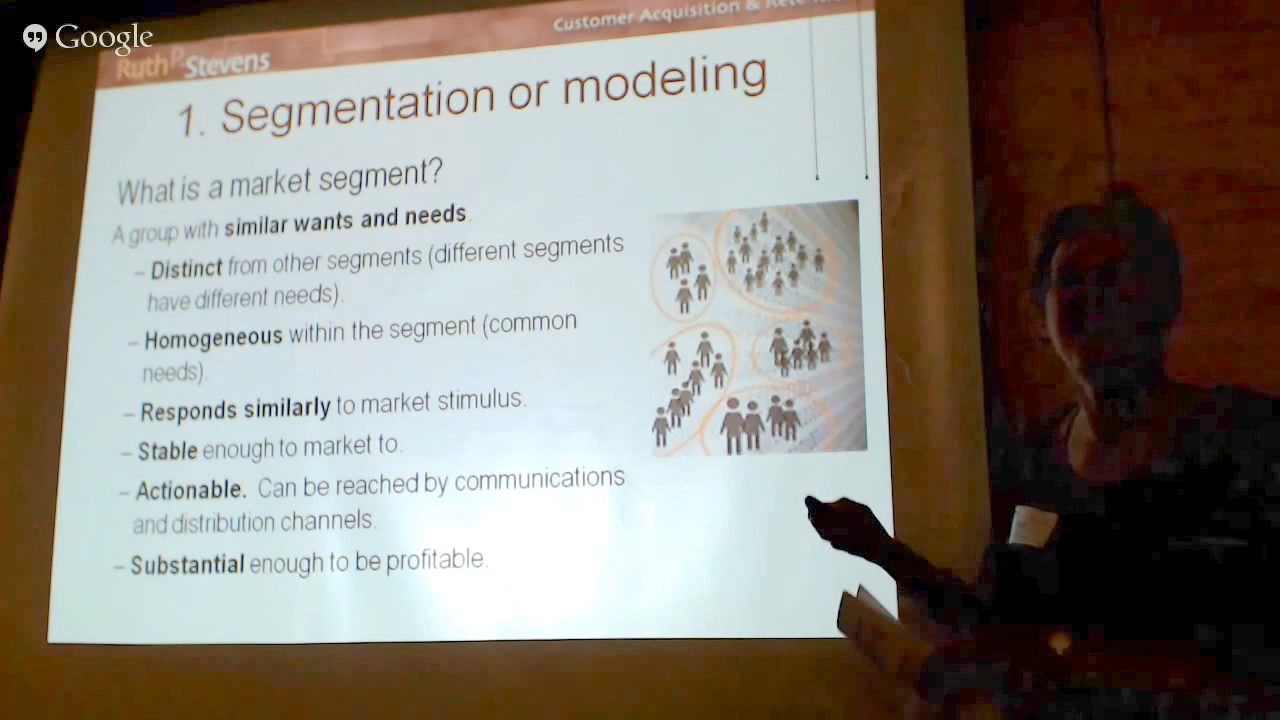 Google
Customer Acquisition &
Ruth P. Stevens
1. Segmentation or modeling
What is a market segment?
A group with similar wants and needs.
– Distinct from other segments (different segments
have different needs).
– Homogeneous within the segment (common
needs).
– Responds similarly to market stimulus.
– Stable enough to market to.
– Actionable. Can be reached by communications
and distribution channels.
– Substantial enough to be profitable.